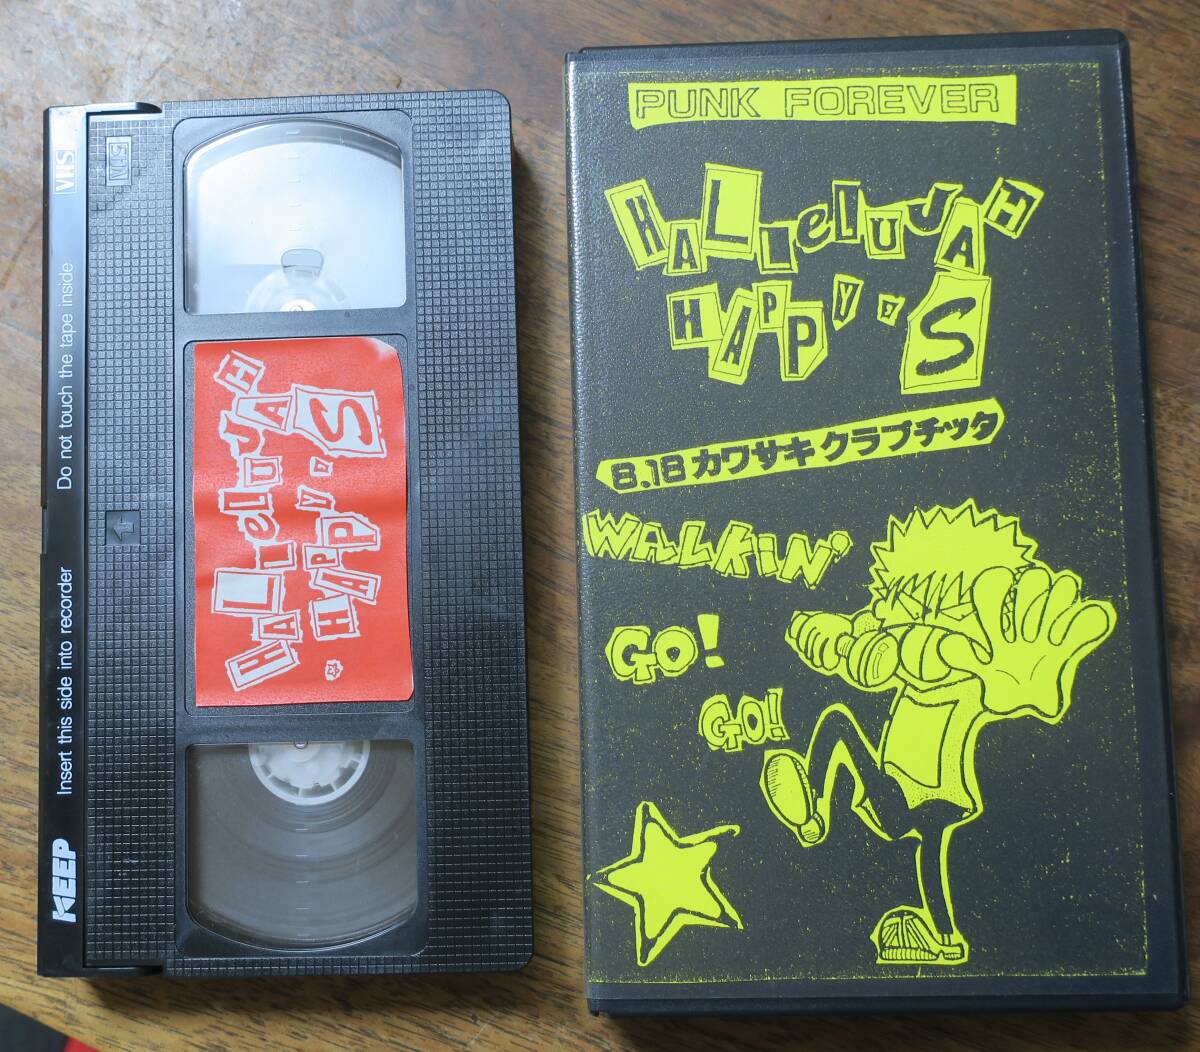 VHS
Do not touch the tape inside
Insert this side into recorder
KEEP
HALLELUJAH
HAPPY'S
PUNK FOREVER
HALLELUJAH
HAPPY'S
8.18 カワサキ クラブチッタ
WALKIN'
GO!
GO!